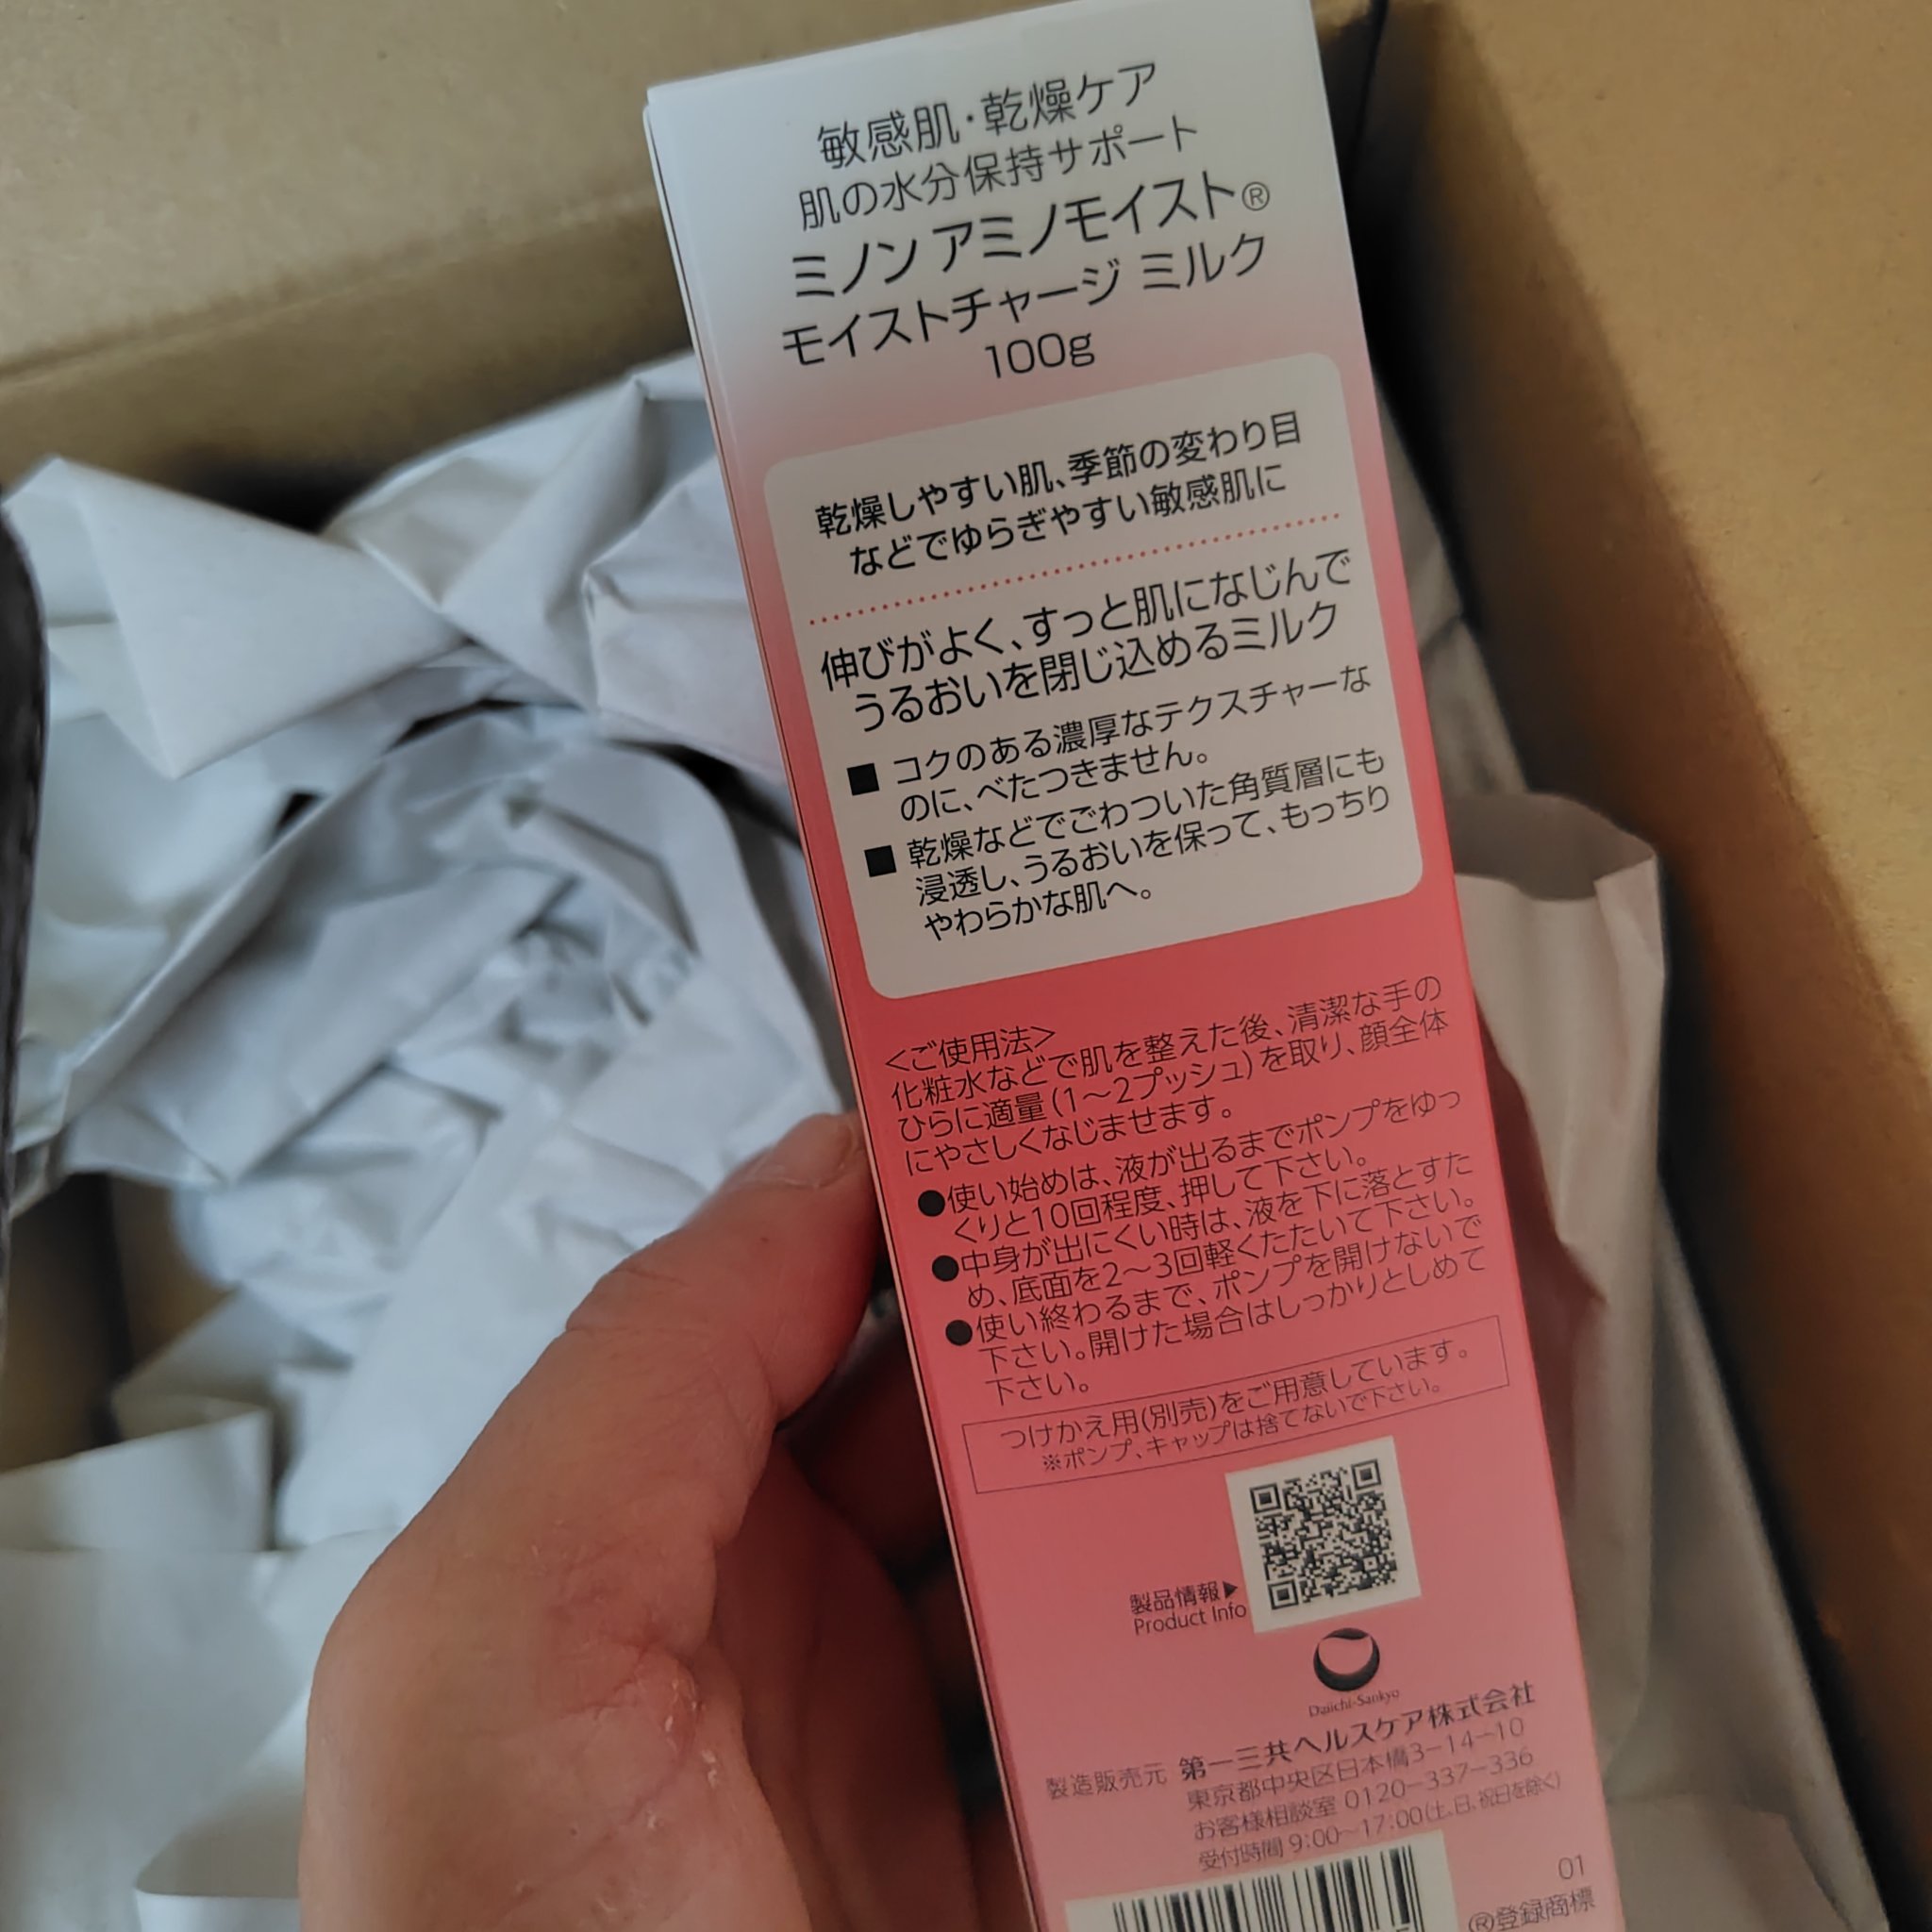 敏感肌・乾燥ケア
肌の水分保持サポート
ミノン アミノモイスト®
モイストチャージ ミルク
100g
乾燥しやすい肌、季節の変わり目
などでゆらぎやすい敏感肌に
伸びがよく、すっと肌になじんで
うるおいを閉じ込めるミルク
■ コクのある濃厚なテクスチャーな
のに、べたつきません。
■ 乾燥などでごわついた角質層にも
浸透し、うるおいを保って、もっちり
やわらかな肌へ。
<ご使用法>
化粧水などで肌を整えた後、清潔な手の
ひらに適量(1～2プッシュ)を取り、顔全体
にやさしくなじませます。
●使い始めは、液が出るまでポンプをゆっ
くりと10回程度、押して下さい。
●中身が出にくい時は、液を下に落とすた
め、底面を2～3回軽くたたいて下さい。
●使い終わるまで、ポンプを開けないで
下さい。開けた場合はしっかりとしめて
下さい。
つけかえ用(別売)をご用意しています。
※ポンプ、キャップは捨てないで下さい。
製品情報▶
Product Info
Daiichi-Sankyo
製造販売元 第一三共ヘルスケア株式会社
東京都中央区日本橋3-14-10
お客様相談室 0120-337-336
受付時間 9:00～17:00(土、日、祝日を除く)
01
®登録商標